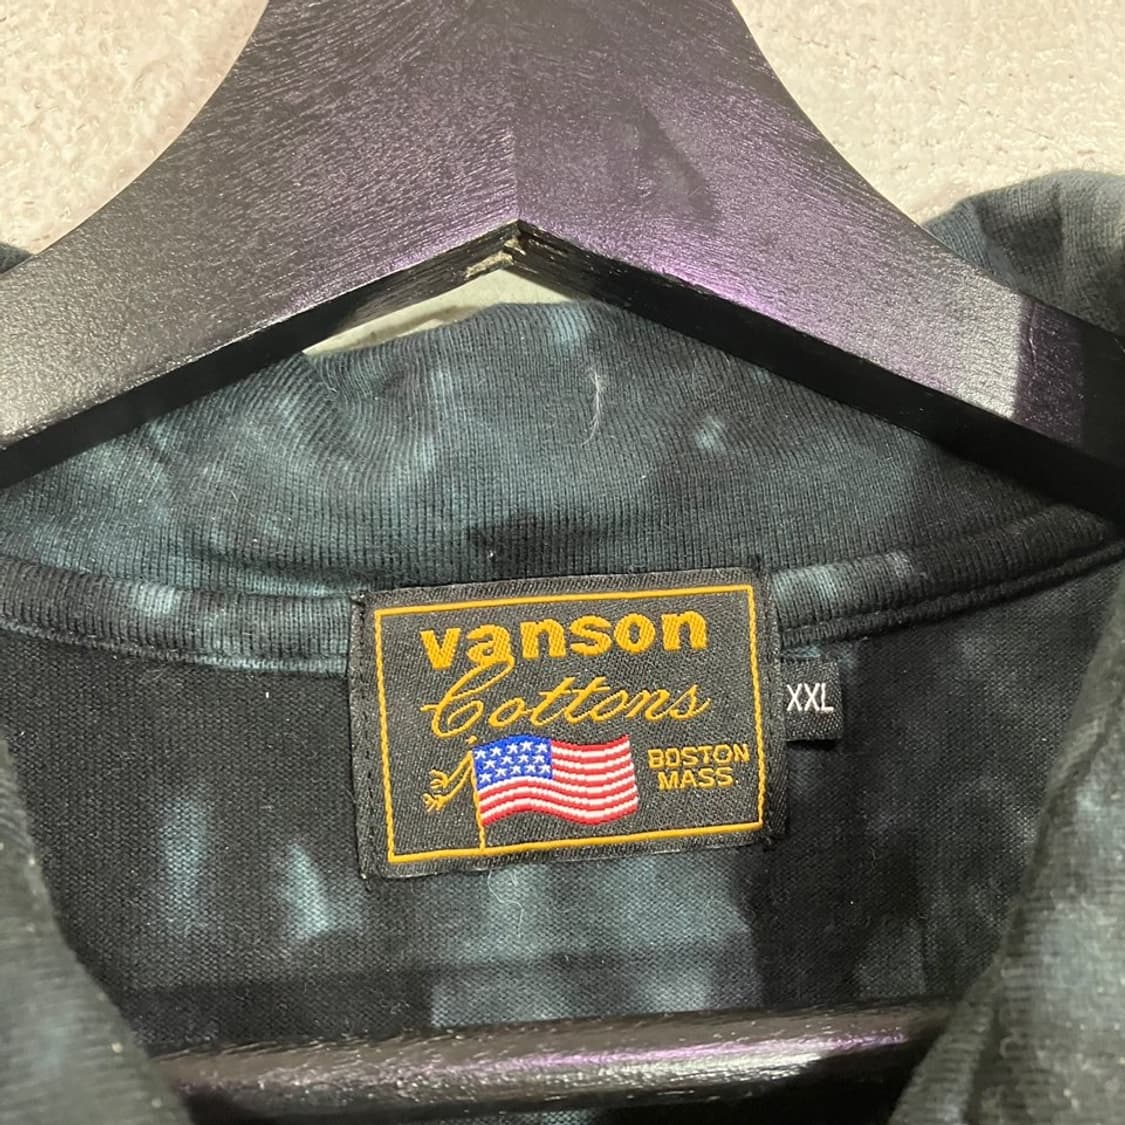 vanson
Cottons
BOSTON
MASS.
XXL